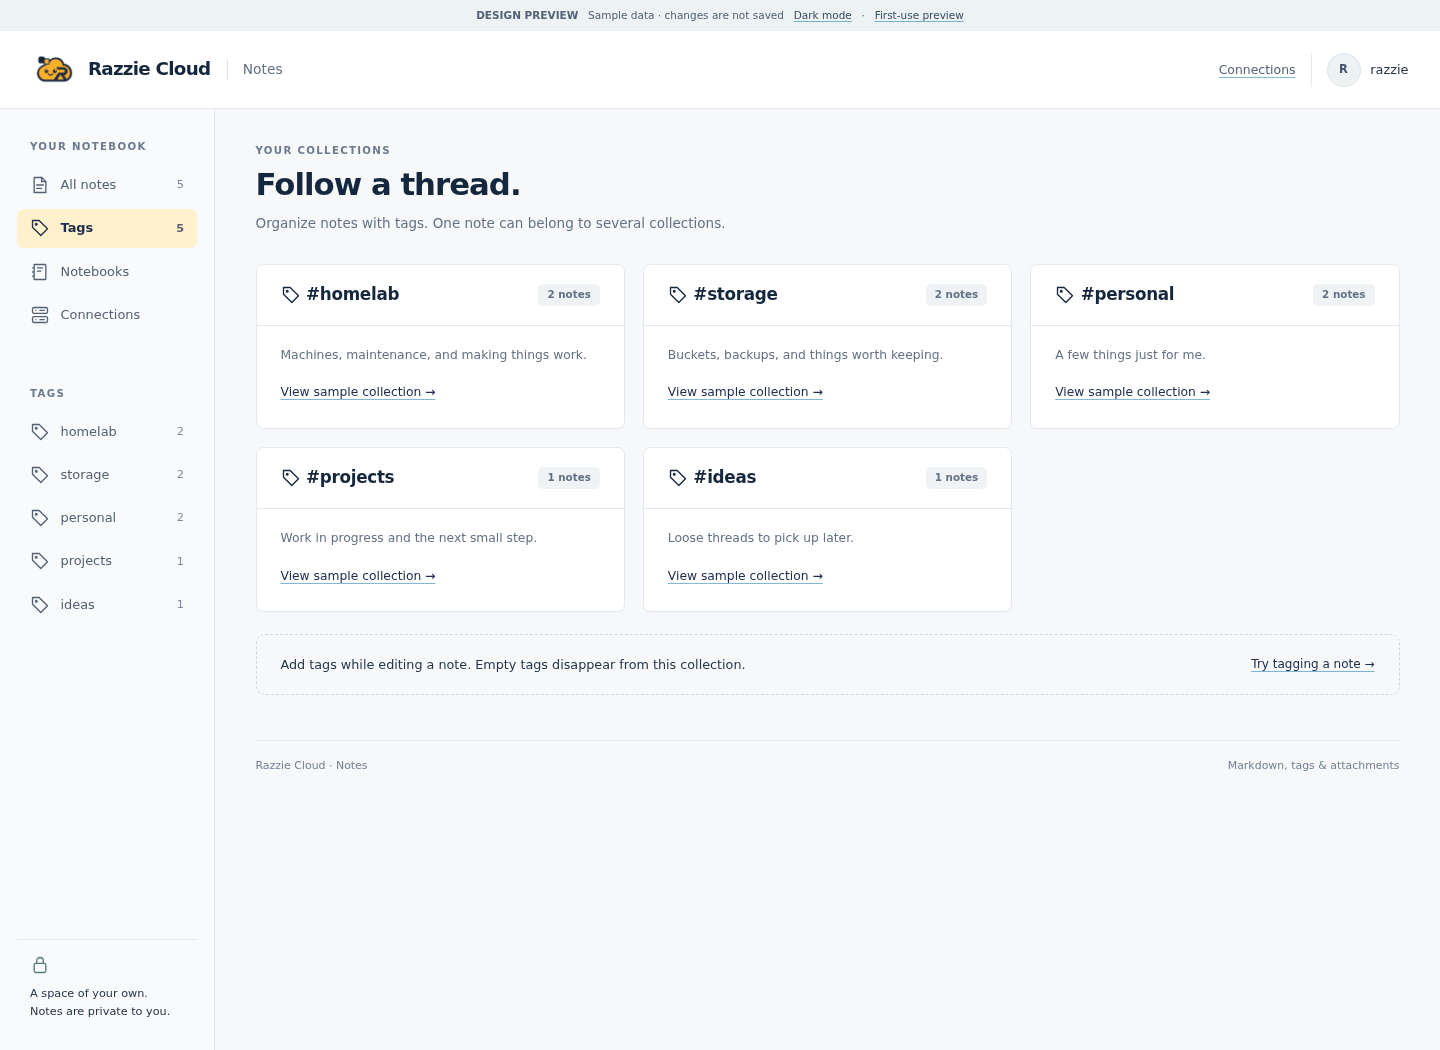 DESIGN PREVIEW Sample data · changes are not saved Dark mode · First-use preview
Razzie Cloud Notes
Connections R razzie
YOUR NOTEBOOK
All notes 5
Tags 5
Notebooks
Connections
TAGS
homelab 2
storage 2
personal 2
projects 1
ideas 1
A space of your own.
Notes are private to you.
YOUR COLLECTIONS
Follow a thread.
Organize notes with tags. One note can belong to several collections.
#homelab 2 notes
Machines, maintenance, and making things work.
View sample collection →
#storage 2 notes
Buckets, backups, and things worth keeping.
View sample collection →
#personal 2 notes
A few things just for me.
View sample collection →
#projects 1 notes
Work in progress and the next small step.
View sample collection →
#ideas 1 notes
Loose threads to pick up later.
View sample collection →
Add tags while editing a note. Empty tags disappear from this collection.
Try tagging a note →
Razzie Cloud · Notes
Markdown, tags & attachments